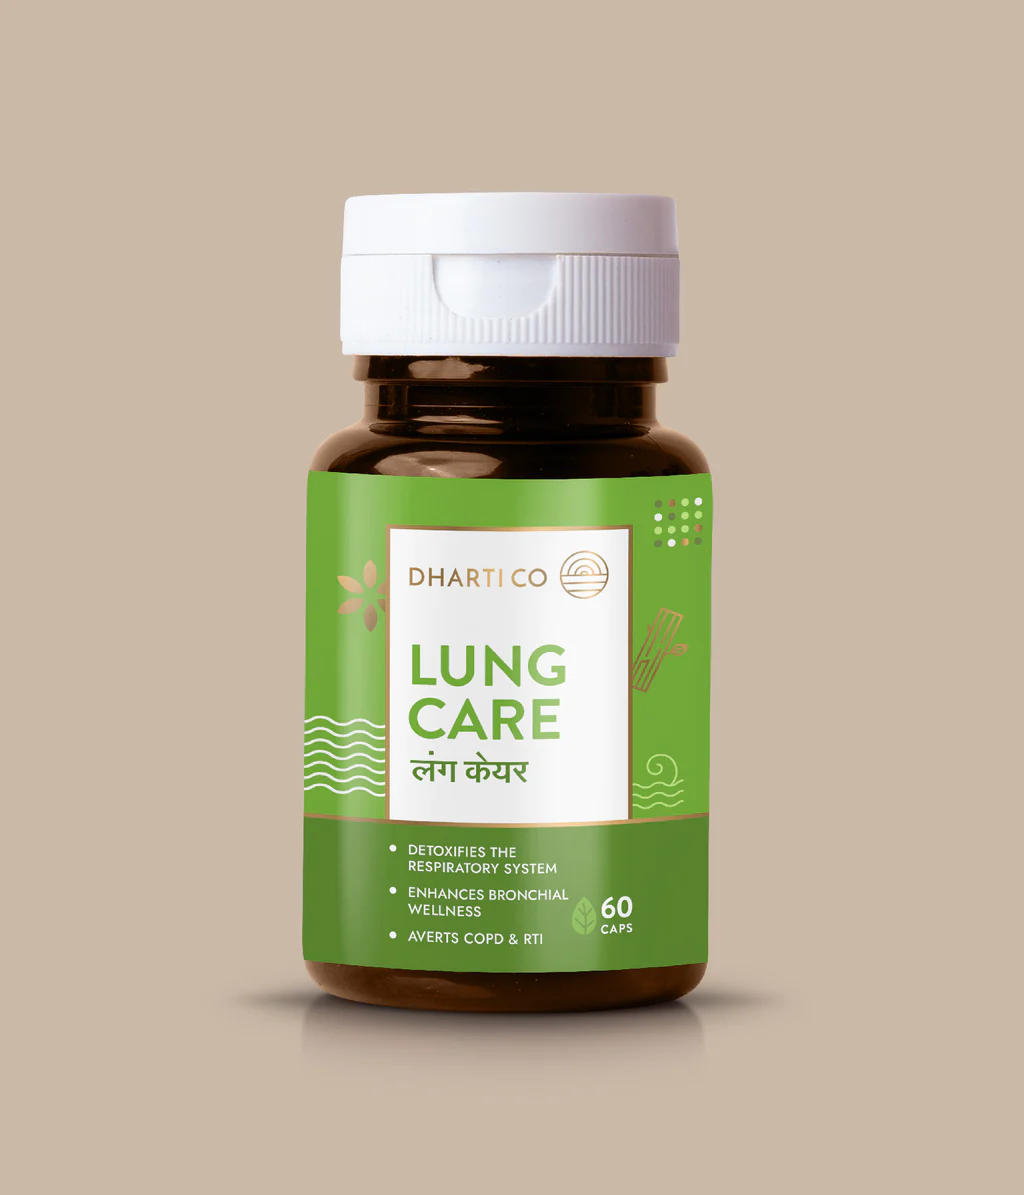 DHARTI CO
LUNG
CARE
लंग केयर
DETOXIFIES THE
RESPIRATORY SYSTEM
ENHANCES BRONCHIAL
WELLNESS
AVERTS COPD & RTI
60
CAPS